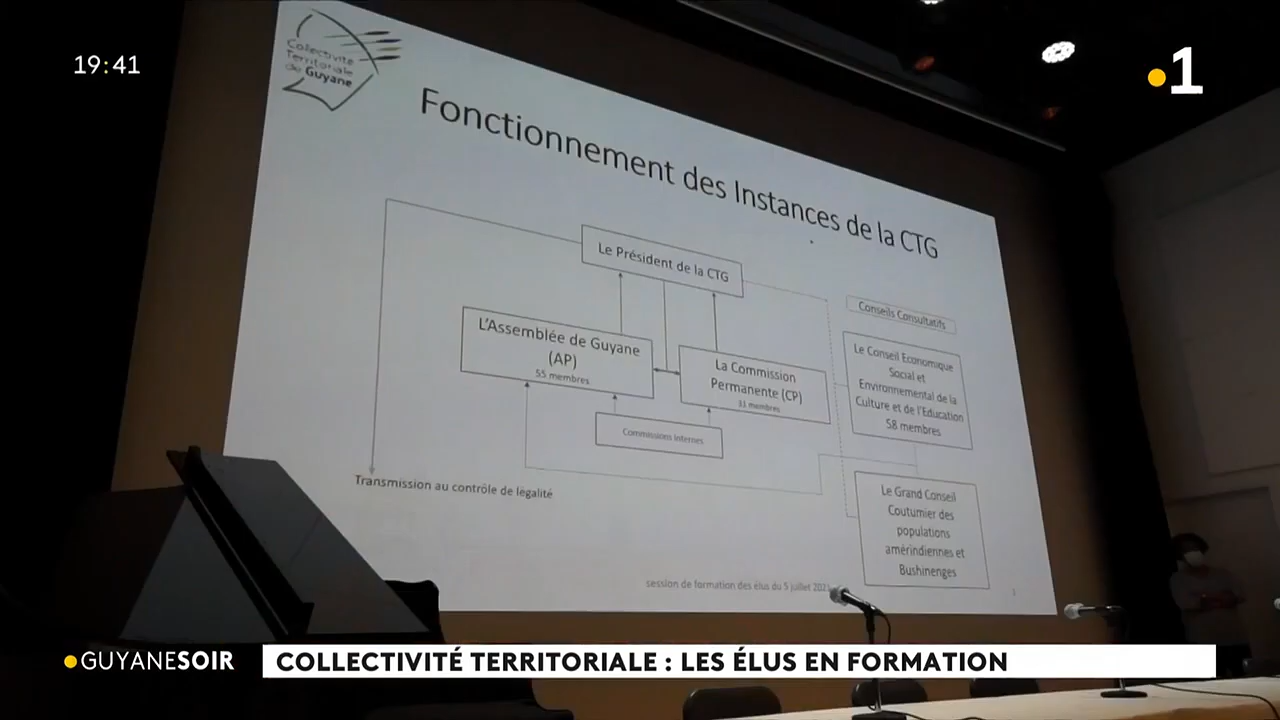 19:41
1
Collectivité
Territoriale
de Guyane
Fonctionnement des Instances de la CTG
Le Président de la CTG
Conseils Consultatifs
L'Assemblée de Guyane
(AP)
55 membres
La Commission
Permanente (CP)
31 membres
Le Conseil Economique
Social et
Environnemental de la
Culture et de l'Education
58 membres
Commissions Internes
Transmission au contrôle de légalité
Le Grand Conseil
Coutumier des
populations
amérindiennes et
Bushinenges
session de formation des élus du 5 juillet
1
GUYANESOIR
COLLECTIVITÉ TERRITORIALE : LES ÉLUS EN FORMATION